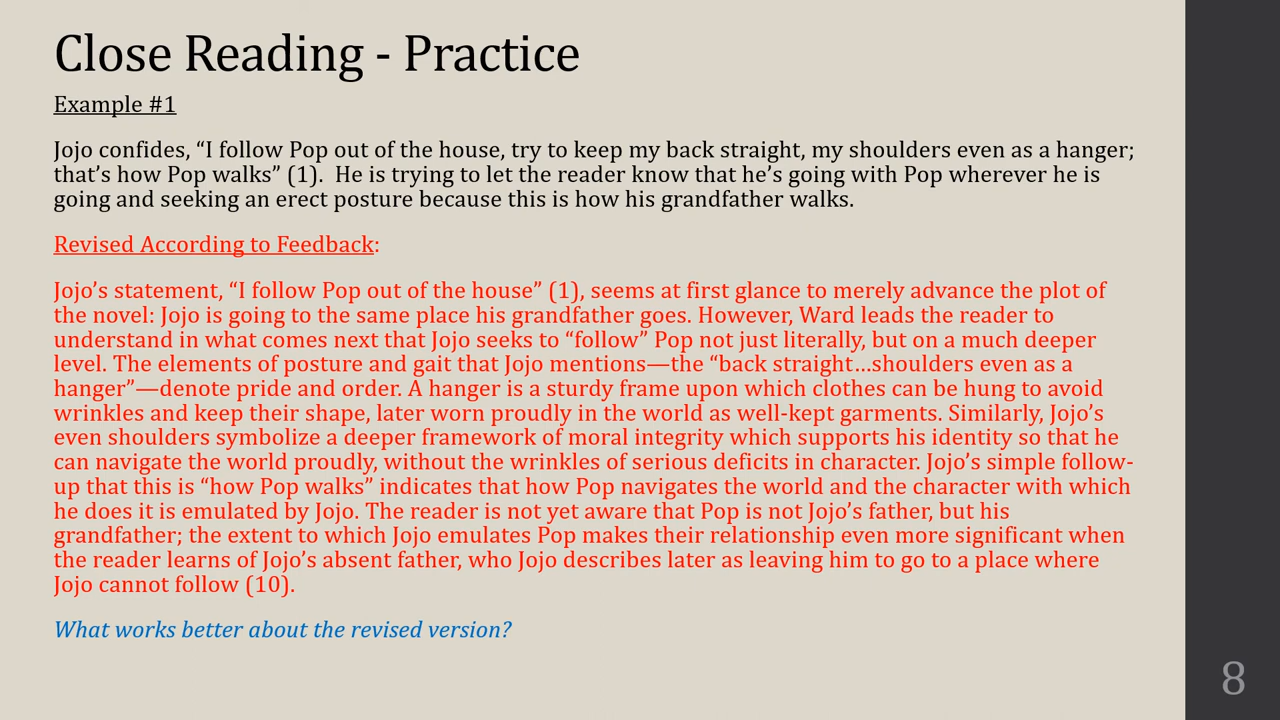 Close Reading - Practice
Example #1
Jojo confides, “I follow Pop out of the house, try to keep my back straight, my shoulders even as a hanger;
that’s how Pop walks” (1).  He is trying to let the reader know that he’s going with Pop wherever he is
going and seeking an erect posture because this is how his grandfather walks.
Revised According to Feedback:
Jojo’s statement, “I follow Pop out of the house” (1), seems at first glance to merely advance the plot of
the novel: Jojo is going to the same place his grandfather goes. However, Ward leads the reader to
understand in what comes next that Jojo seeks to “follow” Pop not just literally, but on a much deeper
level. The elements of posture and gait that Jojo mentions—the “back straight…shoulders even as a
hanger”—denote pride and order. A hanger is a sturdy frame upon which clothes can be hung to avoid
wrinkles and keep their shape, later worn proudly in the world as well-kept garments. Similarly, Jojo’s
even shoulders symbolize a deeper framework of moral integrity which supports his identity so that he
can navigate the world proudly, without the wrinkles of serious deficits in character. Jojo’s simple follow-
up that this is “how Pop walks” indicates that how Pop navigates the world and the character with which
he does it is emulated by Jojo. The reader is not yet aware that Pop is not Jojo’s father, but his
grandfather; the extent to which Jojo emulates Pop makes their relationship even more significant when
the reader learns of Jojo’s absent father, who Jojo describes later as leaving him to go to a place where
Jojo cannot follow (10).
What works better about the revised version?
8